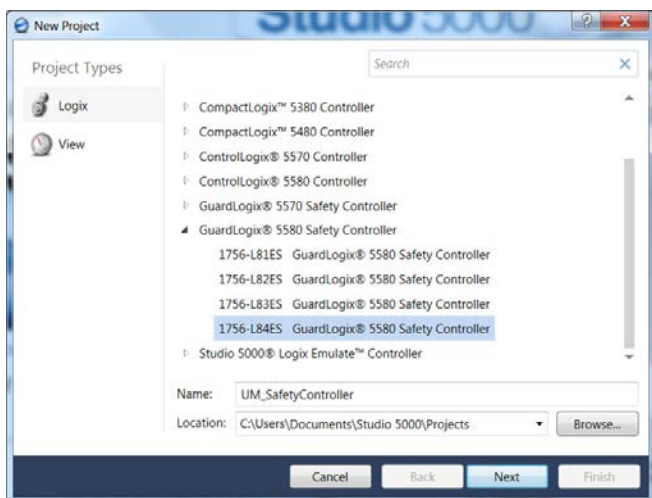 Studio 5000
New Project
Project Types
Search
Logix
View
CompactLogix™ 5380 Controller
CompactLogix™ 5480 Controller
ControlLogix® 5570 Controller
ControlLogix® 5580 Controller
GuardLogix® 5570 Safety Controller
GuardLogix® 5580 Safety Controller
1756-L81ES GuardLogix® 5580 Safety Controller
1756-L82ES GuardLogix® 5580 Safety Controller
1756-L83ES GuardLogix® 5580 Safety Controller
1756-L84ES GuardLogix® 5580 Safety Controller
Studio 5000® Logix Emulate™ Controller
Name: UM_SafetyController
Location: C:\Users\Documents\Studio 5000\Projects Browse...
Cancel Back Next Finish